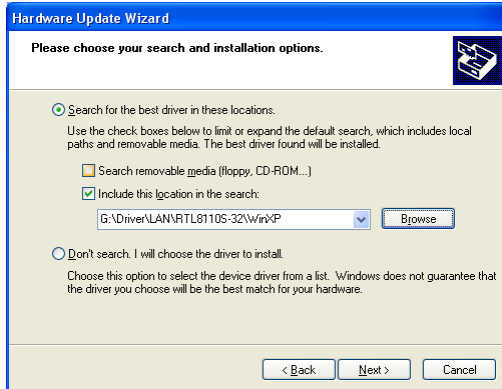 Hardware Update Wizard
Please choose your search and installation options.
Search for the best driver in these locations.
Use the check boxes below to limit or expand the default search, which includes local
paths and removable media. The best driver found will be installed.
Search removable media (floppy, CD-ROM...)
Include this location in the search:
G:\Driver\LAN\RTL8110S-32\WinXP
Browse
Don't search. I will choose the driver to install.
Choose this option to select the device driver from a list. Windows does not guarantee that
the driver you choose will be the best match for your hardware.
< Back
Next >
Cancel